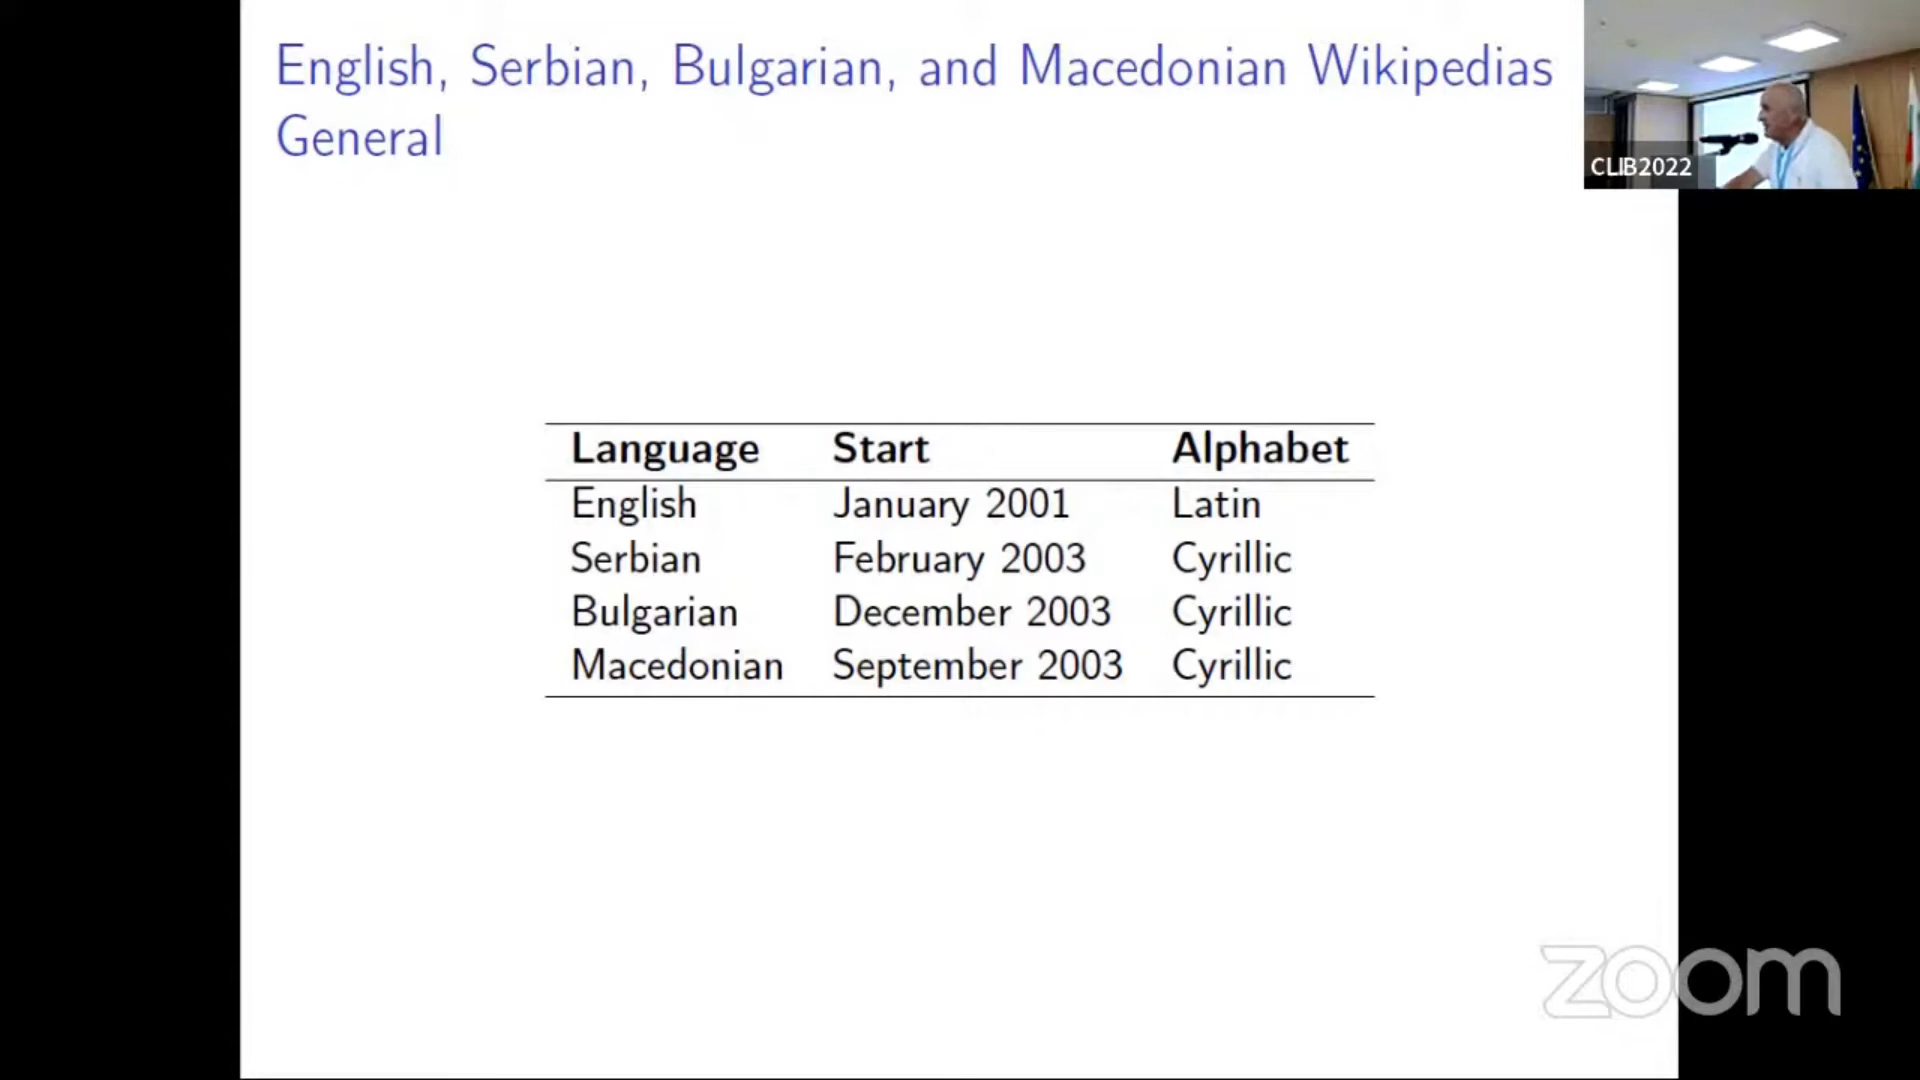 English, Serbian, Bulgarian, and Macedonian Wikipedias
General
CLIB2022
Language Start Alphabet
English January 2001 Latin
Serbian February 2003 Cyrillic
Bulgarian December 2003 Cyrillic
Macedonian September 2003 Cyrillic
zoom